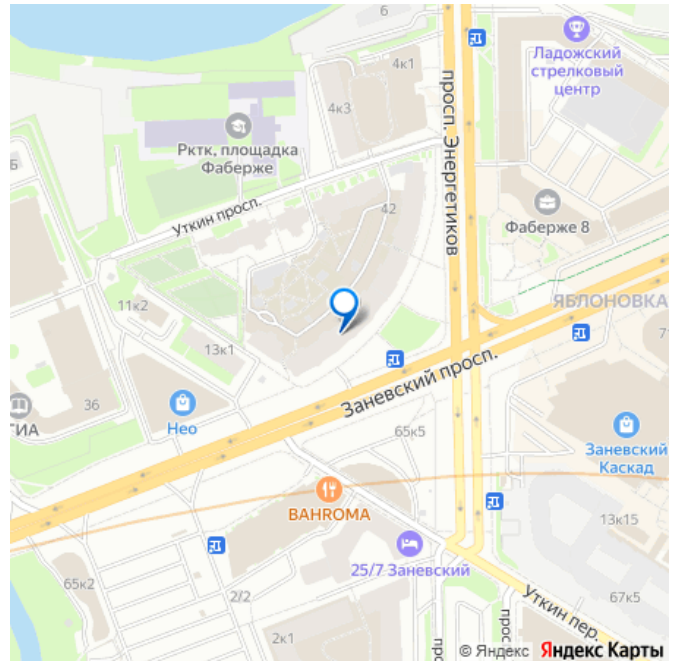 6
4к1
Ладожский
стрелковый
центр
4к3
просп. Энергетиков
Рктк, площадка
Фаберже
Уткин просп.
42
Фаберже 8
ЯБЛОНОВКА
11к2
13к1
36
Нео
Заневский просп.
65к5
Заневский
Каскад
BAHROMA
13к15
25/7 Заневский
65к2
2/2
67к5
Уткин пер.
2к1
© Яндекс Яндекс Карты